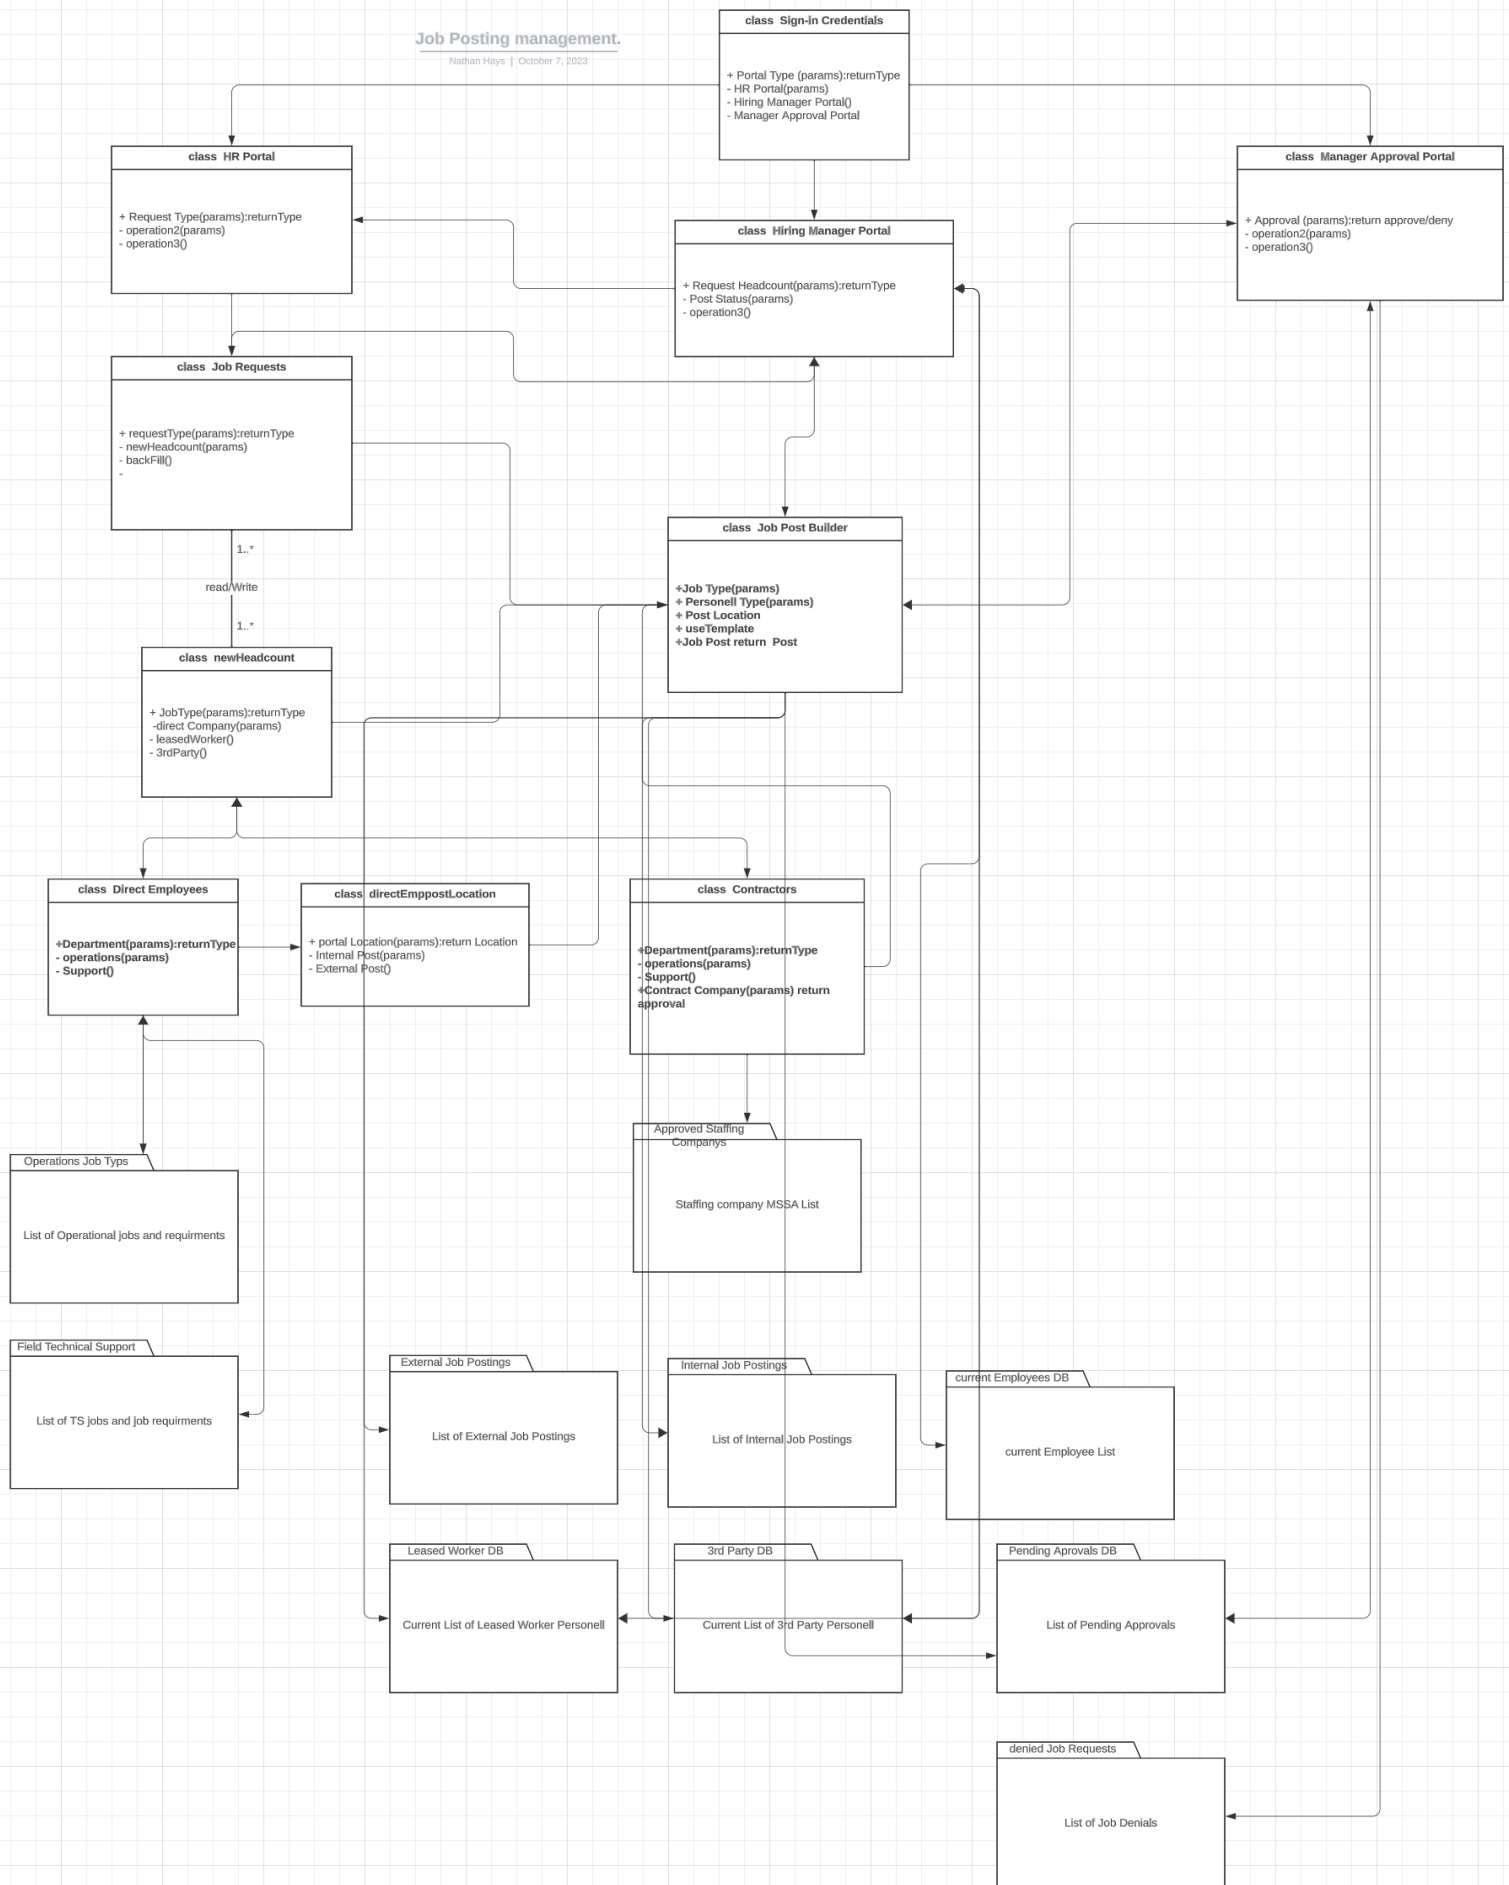 class  Sign-in Credentials
+ Portal Type (params):returnType
- HR Portal(params)
- Hiring Manager Portal()
- Manager Approval Portal
Job Posting management.
Nathan Hays  |  October 7, 2023
class  HR Portal
+ Request Type(params):returnType
- operation2(params)
- operation3()
class  Hiring Manager Portal
+ Request Headcount(params):returnType
- Post Status(params)
- operation3()
class  Manager Approval Portal
+ Approval (params):return approve/deny
- operation2(params)
- operation3()
class  Job Requests
+ requestType(params):returnType
- newHeadcount(params)
- backFill()
-
1..*
read/Write
1..*
class  Job Post Builder
+Job Type(params)
+ Personell Type(params)
+ Post Location
+ useTemplate
+Job Post return  Post
class  newHeadcount
+ JobType(params):returnType
-direct Company(params)
- leasedWorker()
- 3rdParty()
class  Direct Employees
+Department(params):returnType
- operations(params)
- Support()
class  directEmppostLocation
+ portal Location(params):return Location
- Internal Post(params)
- External Post()
class  Contractors
+Department(params):returnType
- operations(params)
- Support()
+Contract Company(params) return
approval
Approved Staffing
Companys
Staffing company MSSA List
Operations Job Typs
List of Operational jobs and requirments
Field Technical Support
List of TS jobs and job requirments
External Job Postings
List of External Job Postings
Internal Job Postings
List of Internal Job Postings
current Employees DB
current Employee List
Leased Worker DB
Current List of Leased Worker Personell
3rd Party DB
Current List of 3rd Party Personell
Pending Aprovals DB
List of Pending Approvals
denied Job Requests
List of Job Denials